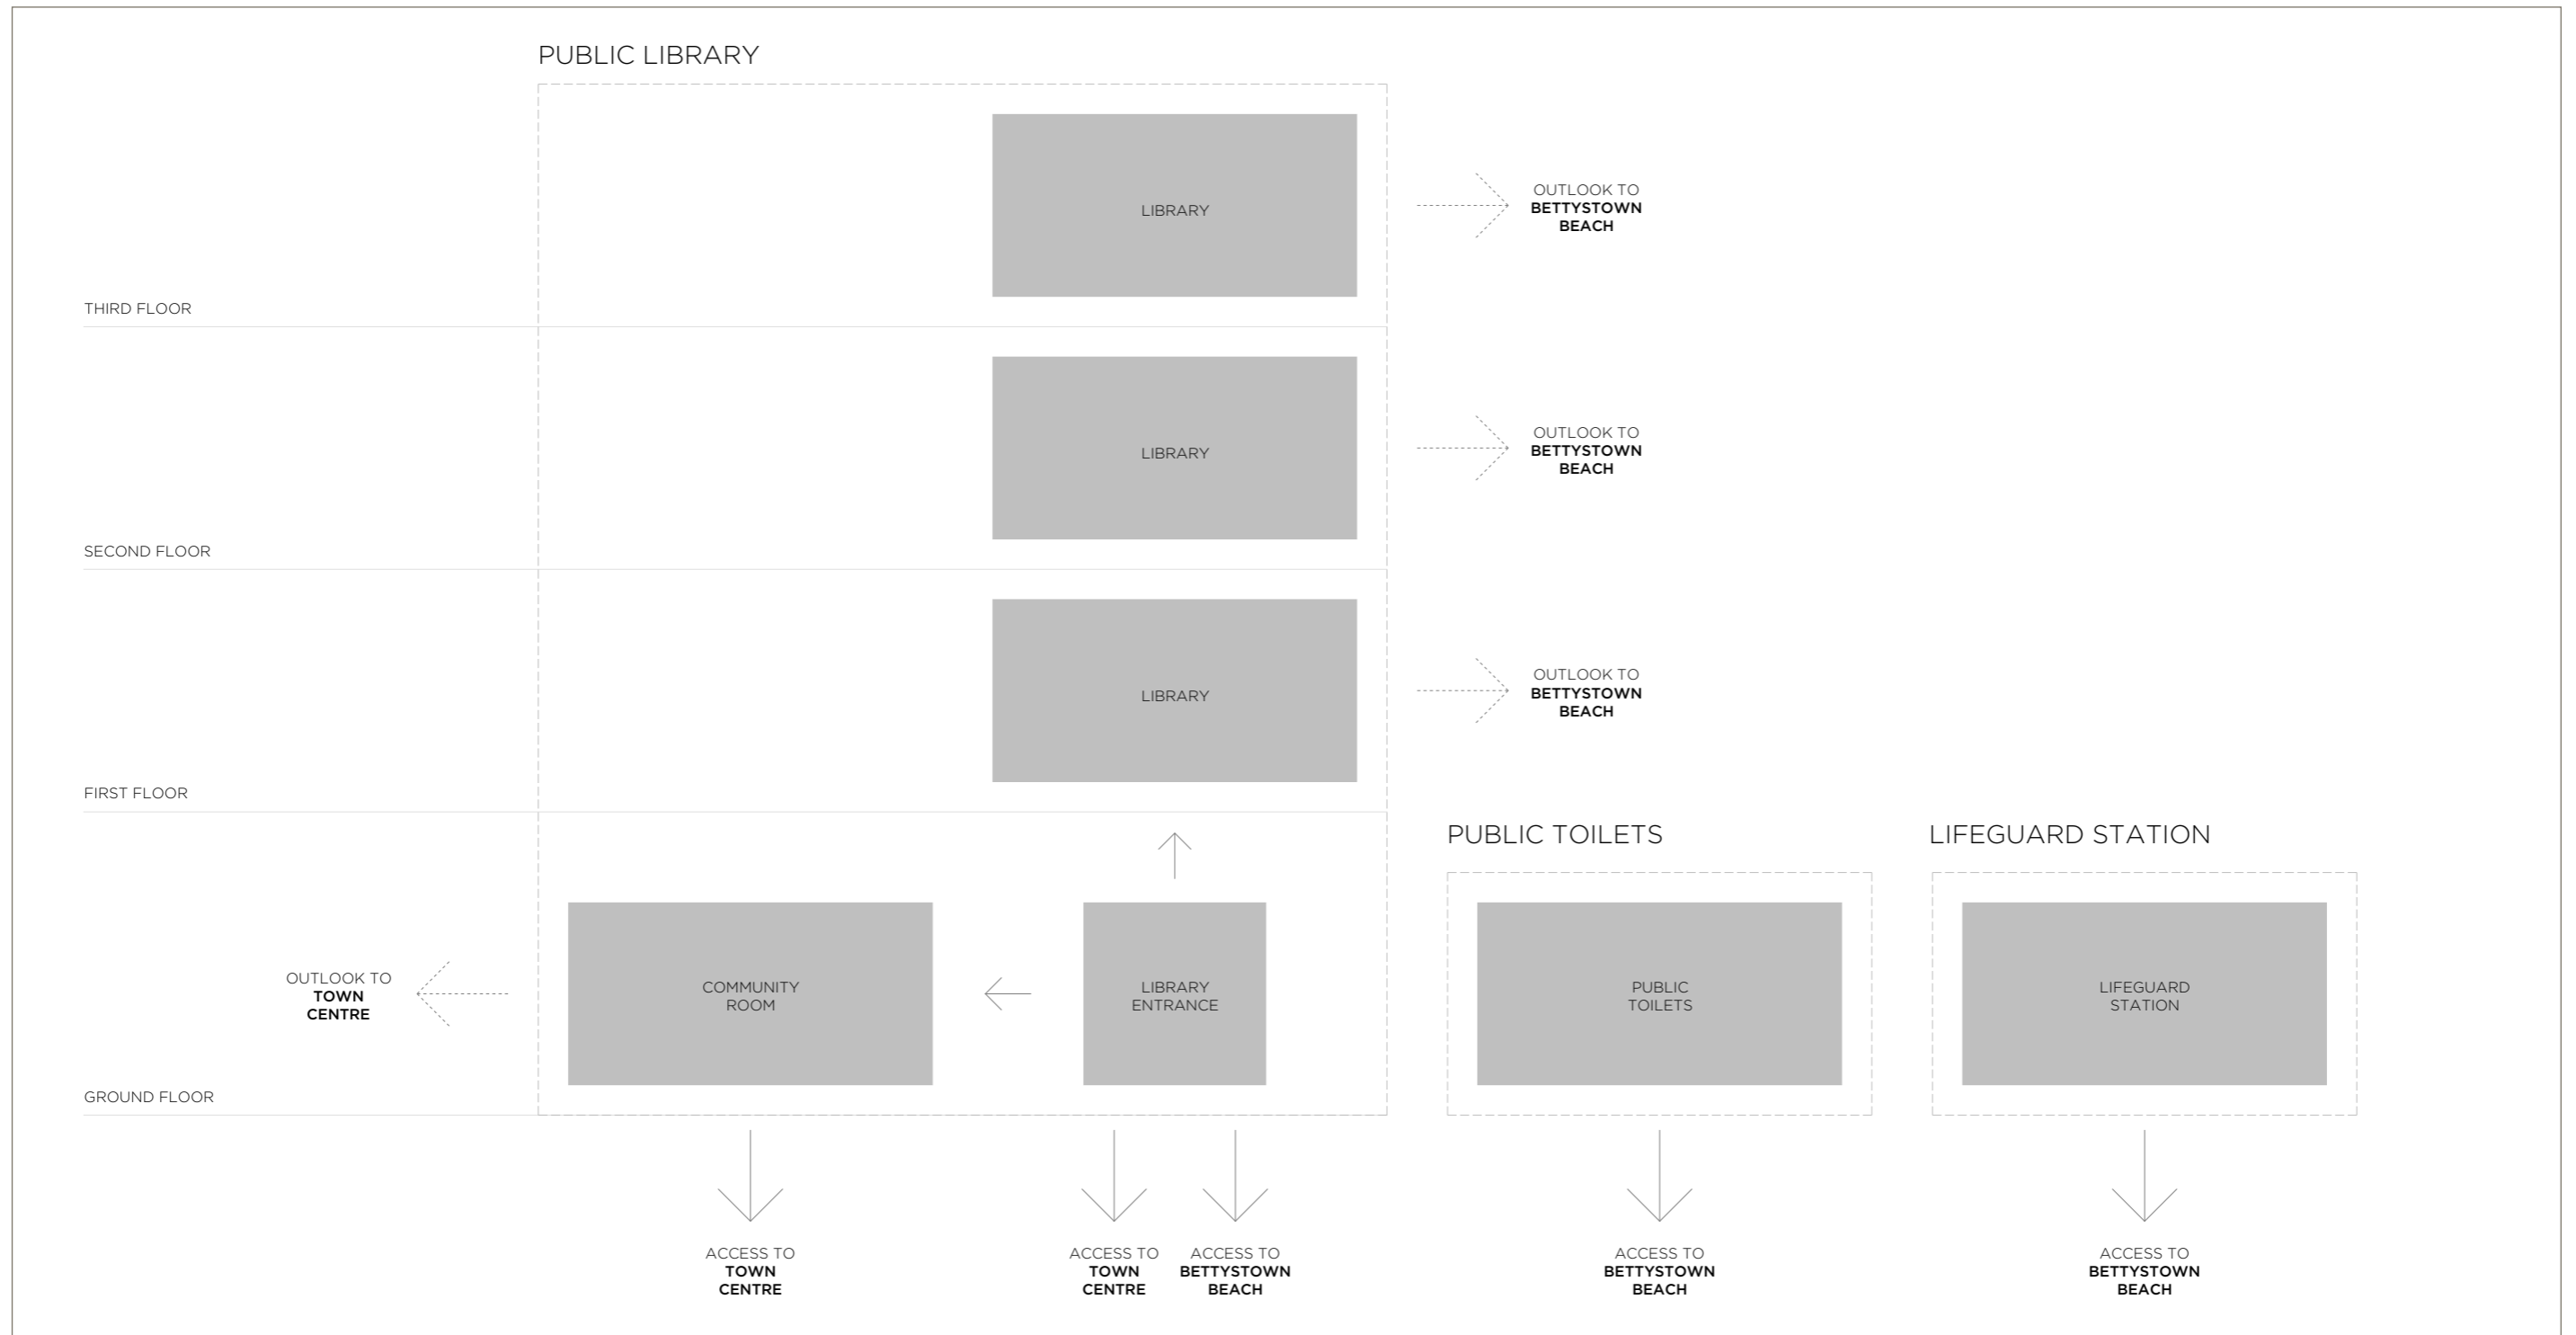 PUBLIC LIBRARY
LIBRARY
OUTLOOK TO
BETTYSTOWN
BEACH
THIRD FLOOR
LIBRARY
OUTLOOK TO
BETTYSTOWN
BEACH
SECOND FLOOR
LIBRARY
OUTLOOK TO
BETTYSTOWN
BEACH
FIRST FLOOR
PUBLIC TOILETS
LIFEGUARD STATION
OUTLOOK TO
TOWN
CENTRE
COMMUNITY
ROOM
LIBRARY
ENTRANCE
PUBLIC
TOILETS
LIFEGUARD
STATION
GROUND FLOOR
ACCESS TO
TOWN
CENTRE
ACCESS TO
TOWN
CENTRE
ACCESS TO
BETTYSTOWN
BEACH
ACCESS TO
BETTYSTOWN
BEACH
ACCESS TO
BETTYSTOWN
BEACH